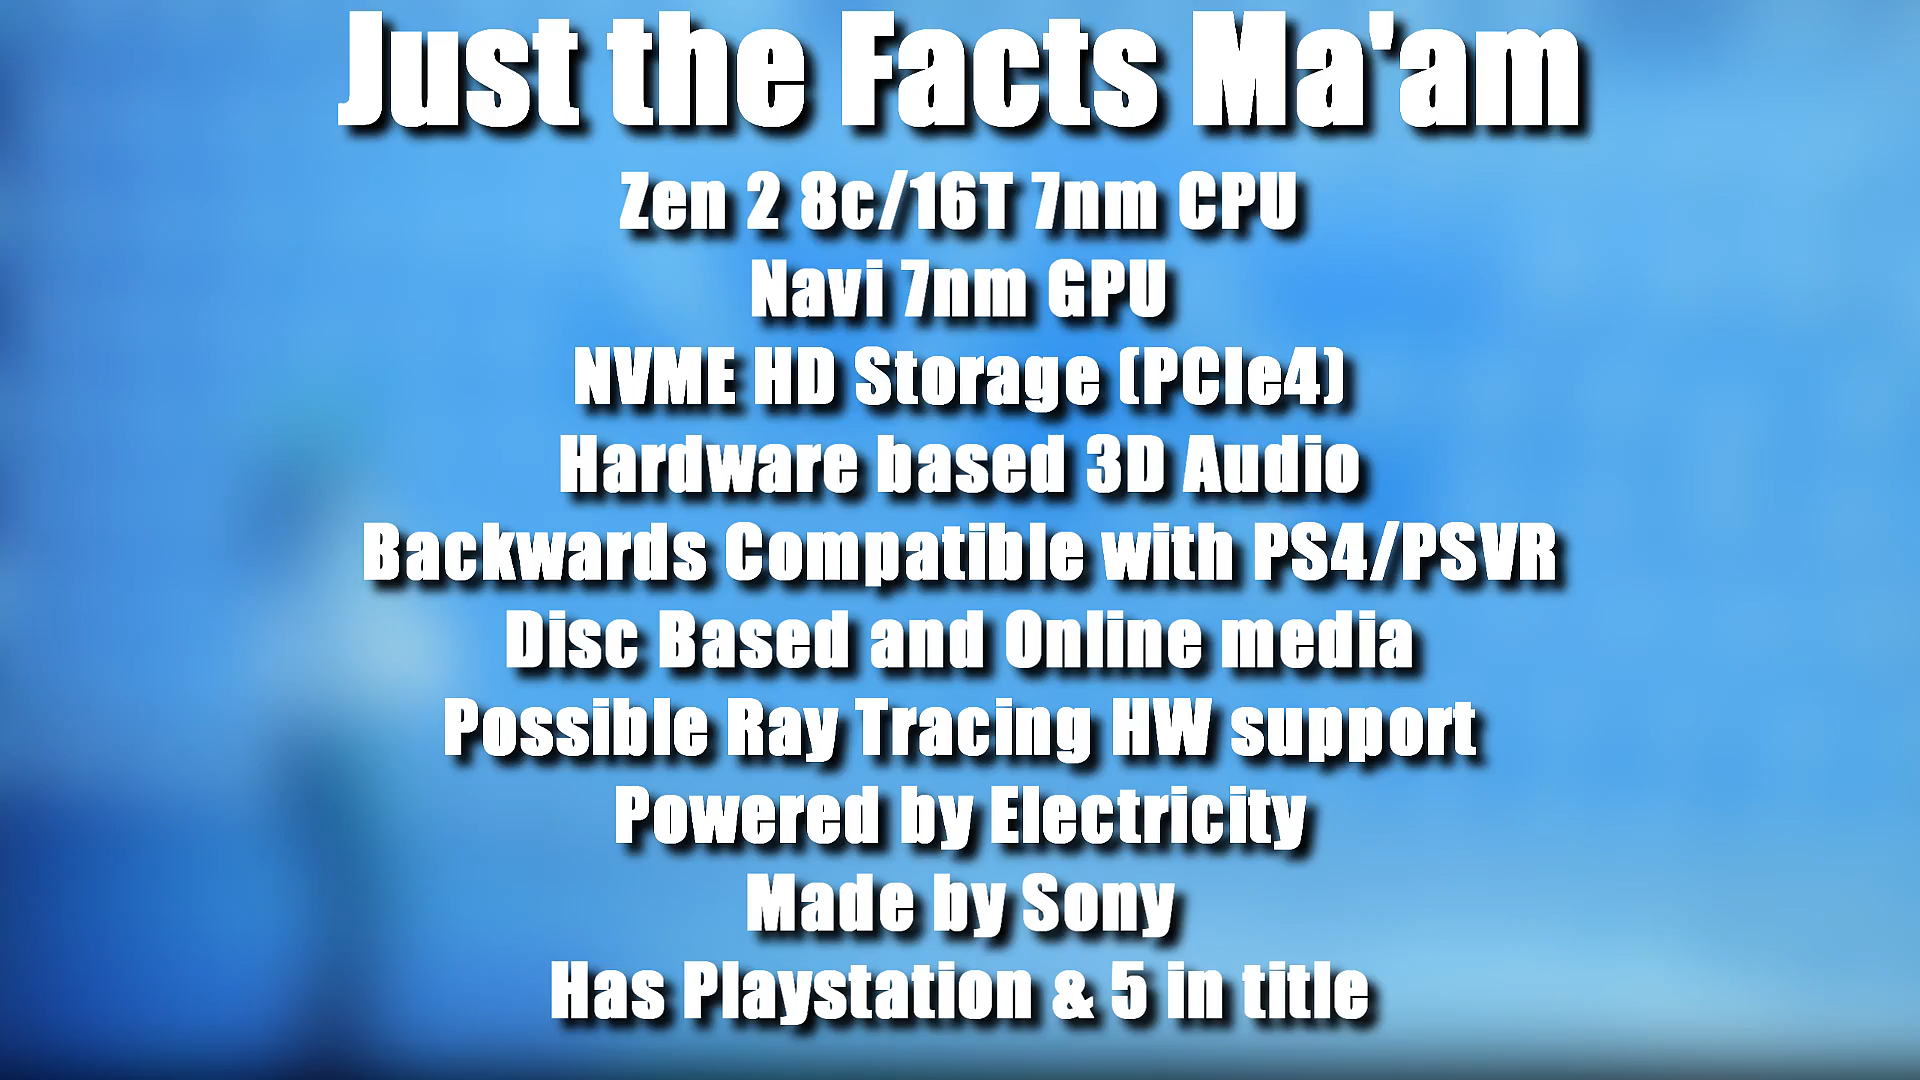 Just the Facts Ma'am
Zen 2 8c/16T 7nm CPU
Navi 7nm GPU
NVME HD Storage (PCIe4)
Hardware based 3D Audio
Backwards Compatible with PS4/PSVR
Disc Based and Online media
Possible Ray Tracing HW support
Powered by Electricity
Made by Sony
Has Playstation & 5 in title